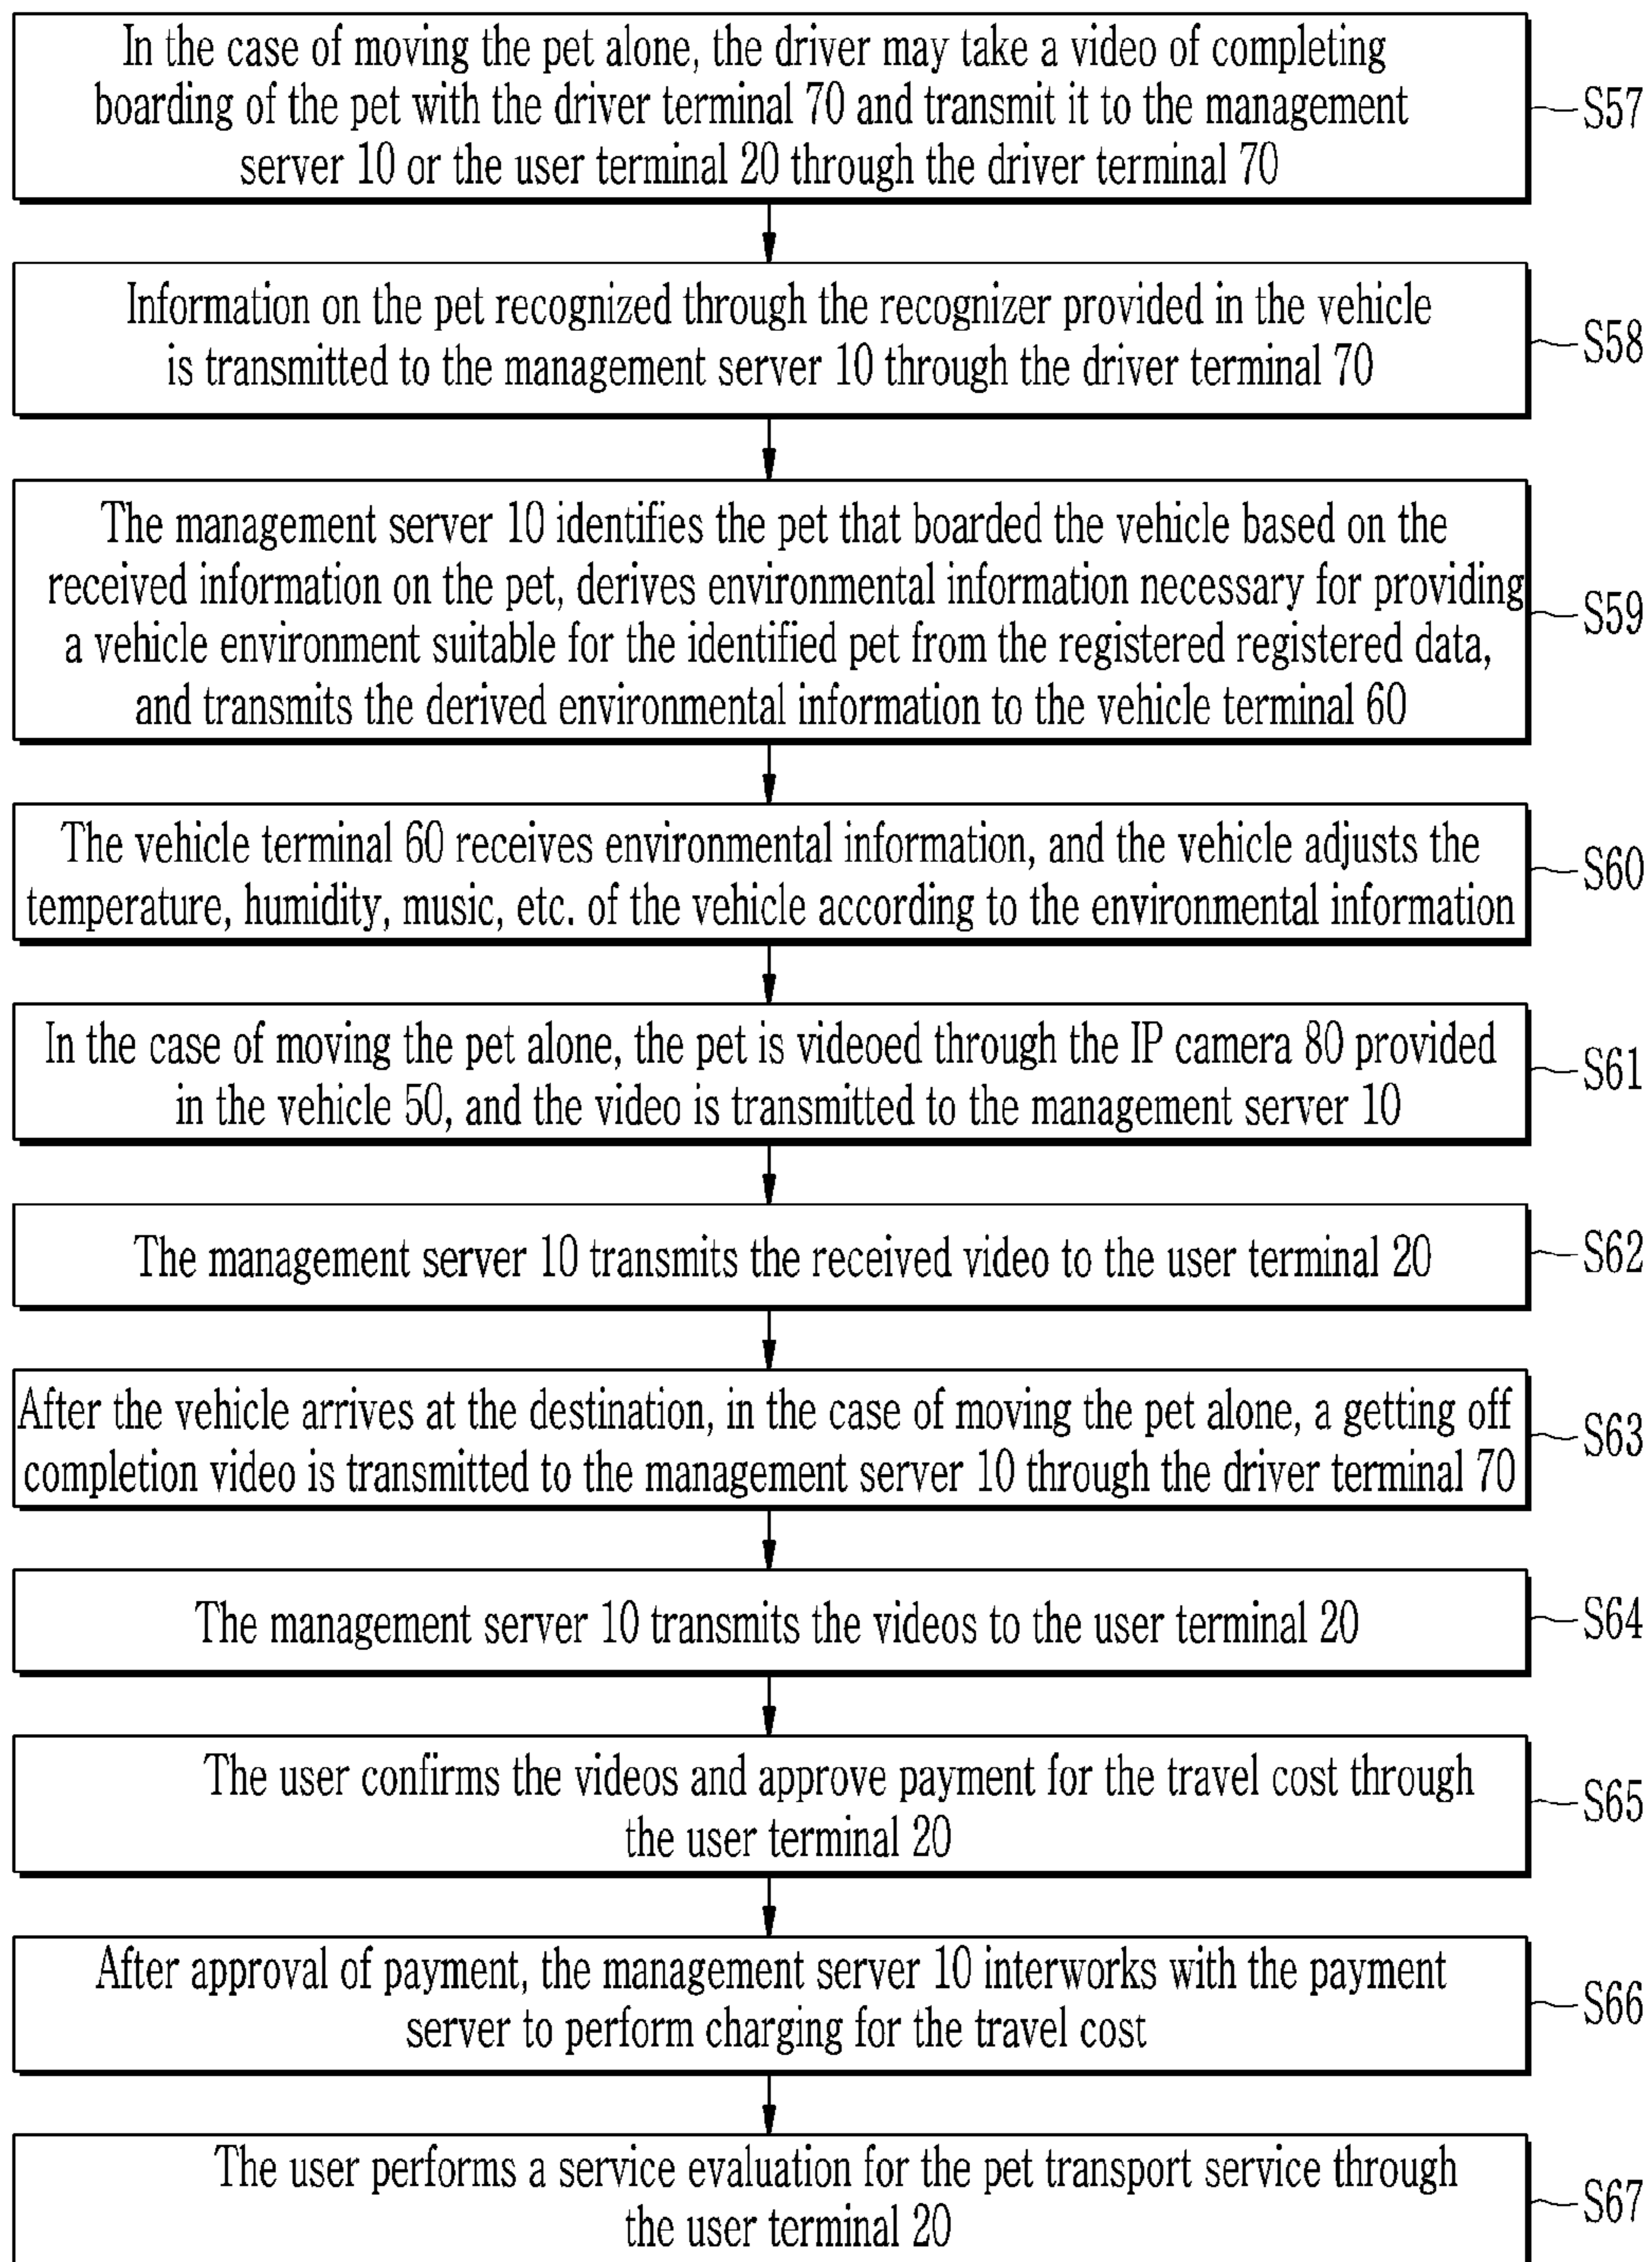 In the case of moving the pet alone, the driver may take a video of completing
boarding of the pet with the driver terminal 70 and transmit it to the management
server 10 or the user terminal 20 through the driver terminal 70
S57
Information on the pet recognized through the recognizer provided in the vehicle
is transmitted to the management server 10 through the driver terminal 70
S58
The management server 10 identifies the pet that boarded the vehicle based on the
received information on the pet, derives environmental information necessary for providing
a vehicle environment suitable for the identified pet from the registered registered data,
and transmits the derived environmental information to the vehicle terminal 60
S59
The vehicle terminal 60 receives environmental information, and the vehicle adjusts the
temperature, humidity, music, etc. of the vehicle according to the environmental information
S60
In the case of moving the pet alone, the pet is videoed through the IP camera 80 provided
in the vehicle 50, and the video is transmitted to the management server 10
S61
The management server 10 transmits the received video to the user terminal 20
S62
After the vehicle arrives at the destination, in the case of moving the pet alone, a getting off
completion video is transmitted to the management server 10 through the driver terminal 70
S63
The management server 10 transmits the videos to the user terminal 20
S64
The user confirms the videos and approve payment for the travel cost through
the user terminal 20
S65
After approval of payment, the management server 10 interworks with the payment
server to perform charging for the travel cost
S66
The user performs a service evaluation for the pet transport service through
the user terminal 20
S67